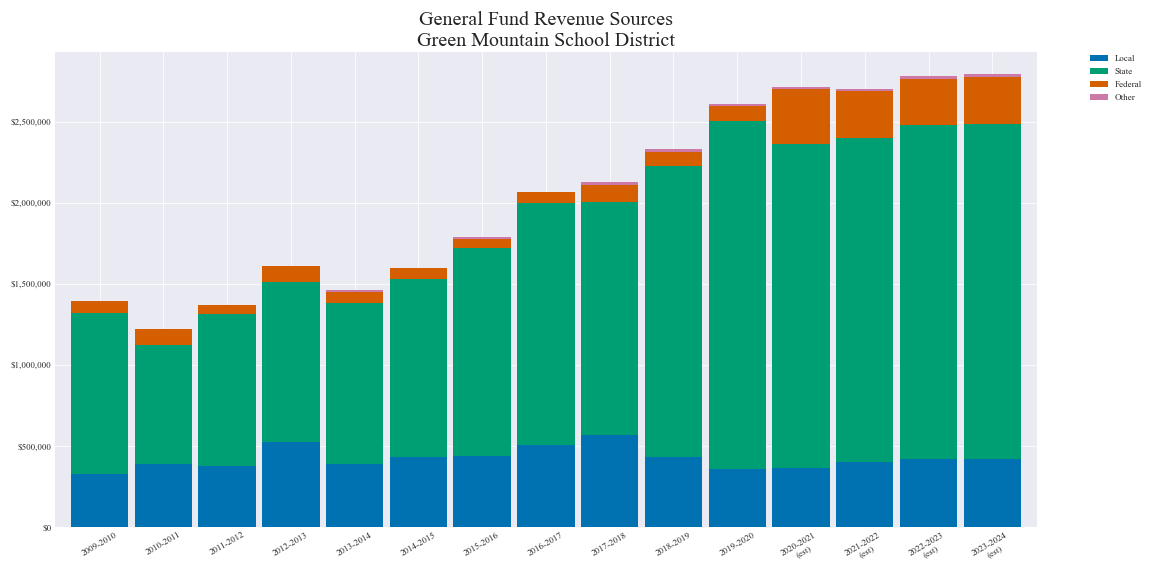 General Fund Revenue Sources
Green Mountain School District
Local
State
Federal
Other
$2,500,000
$2,000,000
$1,500,000
$1,000,000
$500,000
$0
2009-2010
2010-2011
2011-2012
2012-2013
2013-2014
2014-2015
2015-2016
2016-2017
2017-2018
2018-2019
2019-2020
2020-2021
(est)
2021-2022
(est)
2022-2023
(est)
2023-2024
(est)